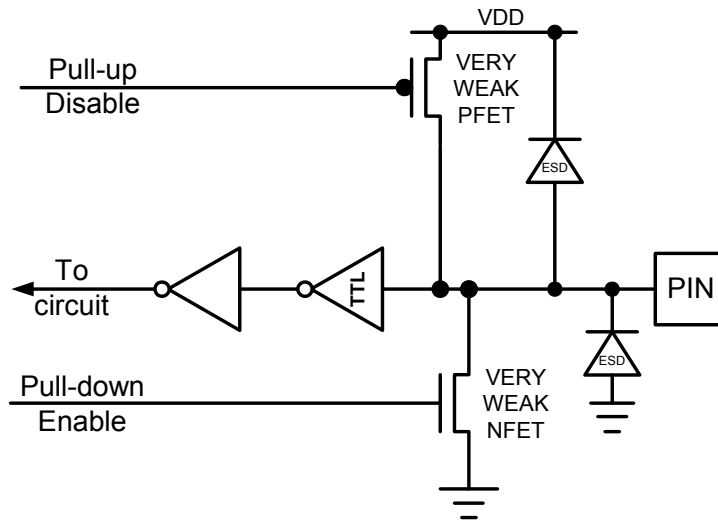 VDD
Pull-up
Disable
VERY
WEAK
PFET
ESD
To
circuit
TTL
PIN
ESD
Pull-down
Enable
VERY
WEAK
NFET